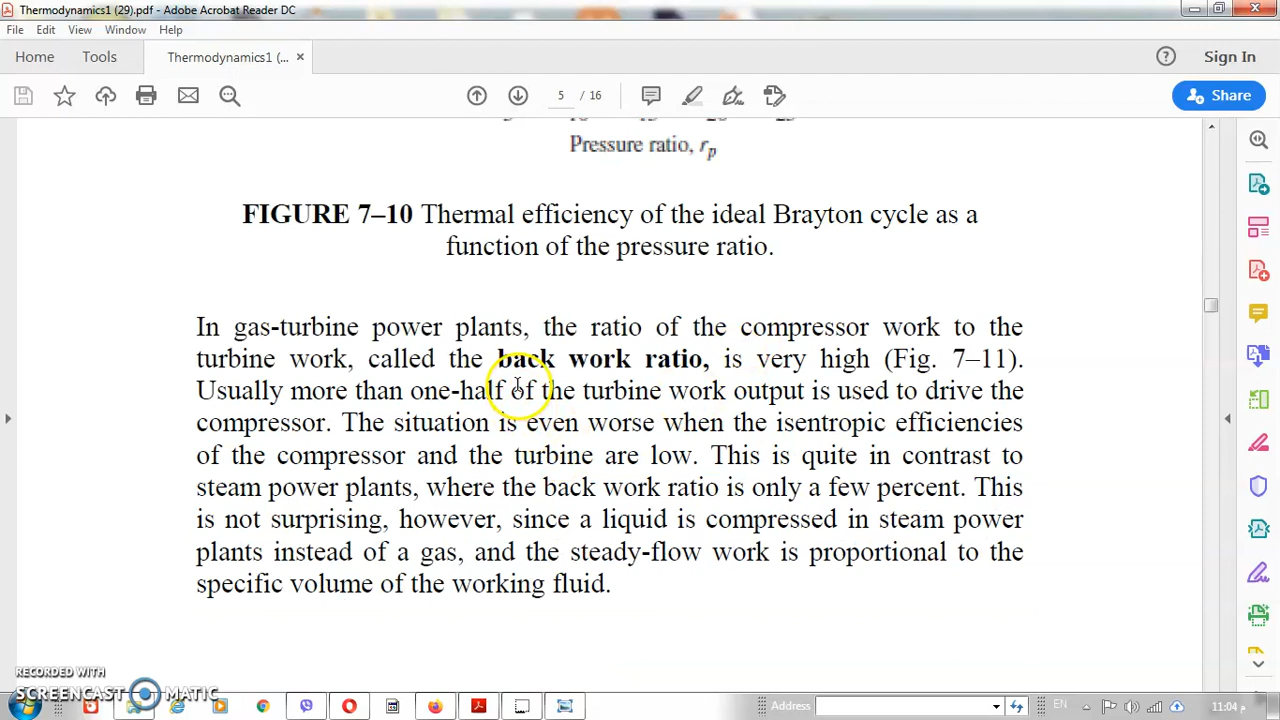 Thermodynamics1 (29).pdf - Adobe Acrobat Reader DC
File Edit View Window Help
Home Tools Thermodynamics1 (... × Sign In
5 / 16 Share
Pressure ratio, rp
FIGURE 7–10 Thermal efficiency of the ideal Brayton cycle as a
function of the pressure ratio.
In gas-turbine power plants, the ratio of the compressor work to the
turbine work, called the back work ratio, is very high (Fig. 7–11).
Usually more than one-half of the turbine work output is used to drive the
compressor. The situation is even worse when the isentropic efficiencies
of the compressor and the turbine are low. This is quite in contrast to
steam power plants, where the back work ratio is only a few percent. This
is not surprising, however, since a liquid is compressed in steam power
plants instead of a gas, and the steady-flow work is proportional to the
specific volume of the working fluid.
RECORDED WITH
SCREENCAST MATIC
Address EN 11:04 م